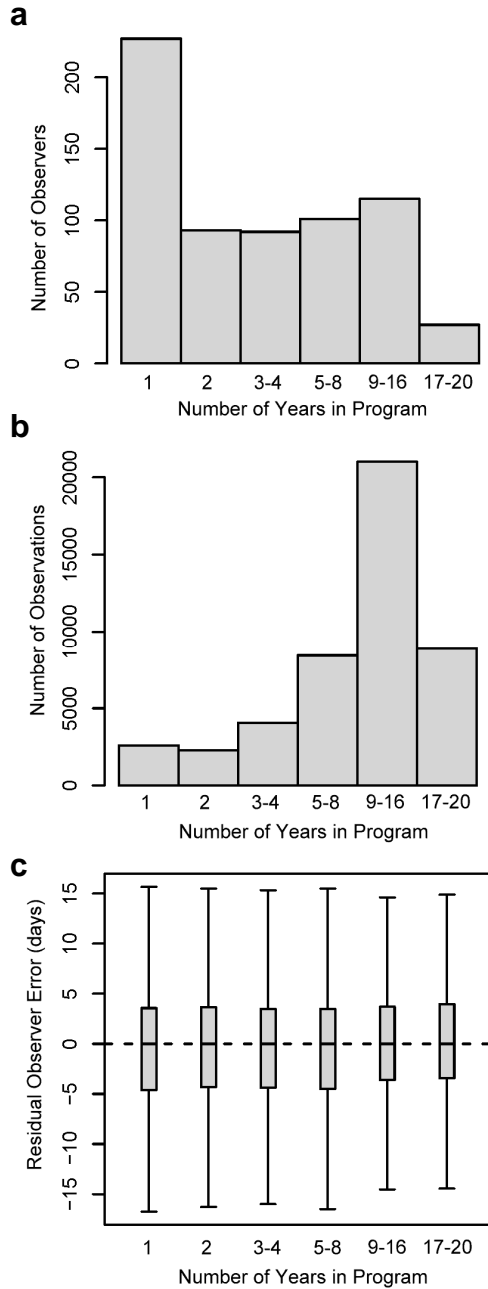 a
Number of Observers
200
150
100
50
0
1 2 3-4 5-8 9-16 17-20
Number of Years in Program
b
Number of Observations
20000
15000
10000
5000
0
1 2 3-4 5-8 9-16 17-20
Number of Years in Program
c
Residual Observer Error (days)
15
10
5
0
−5
−10
−15
1 2 3-4 5-8 9-16 17-20
Number of Years in Program